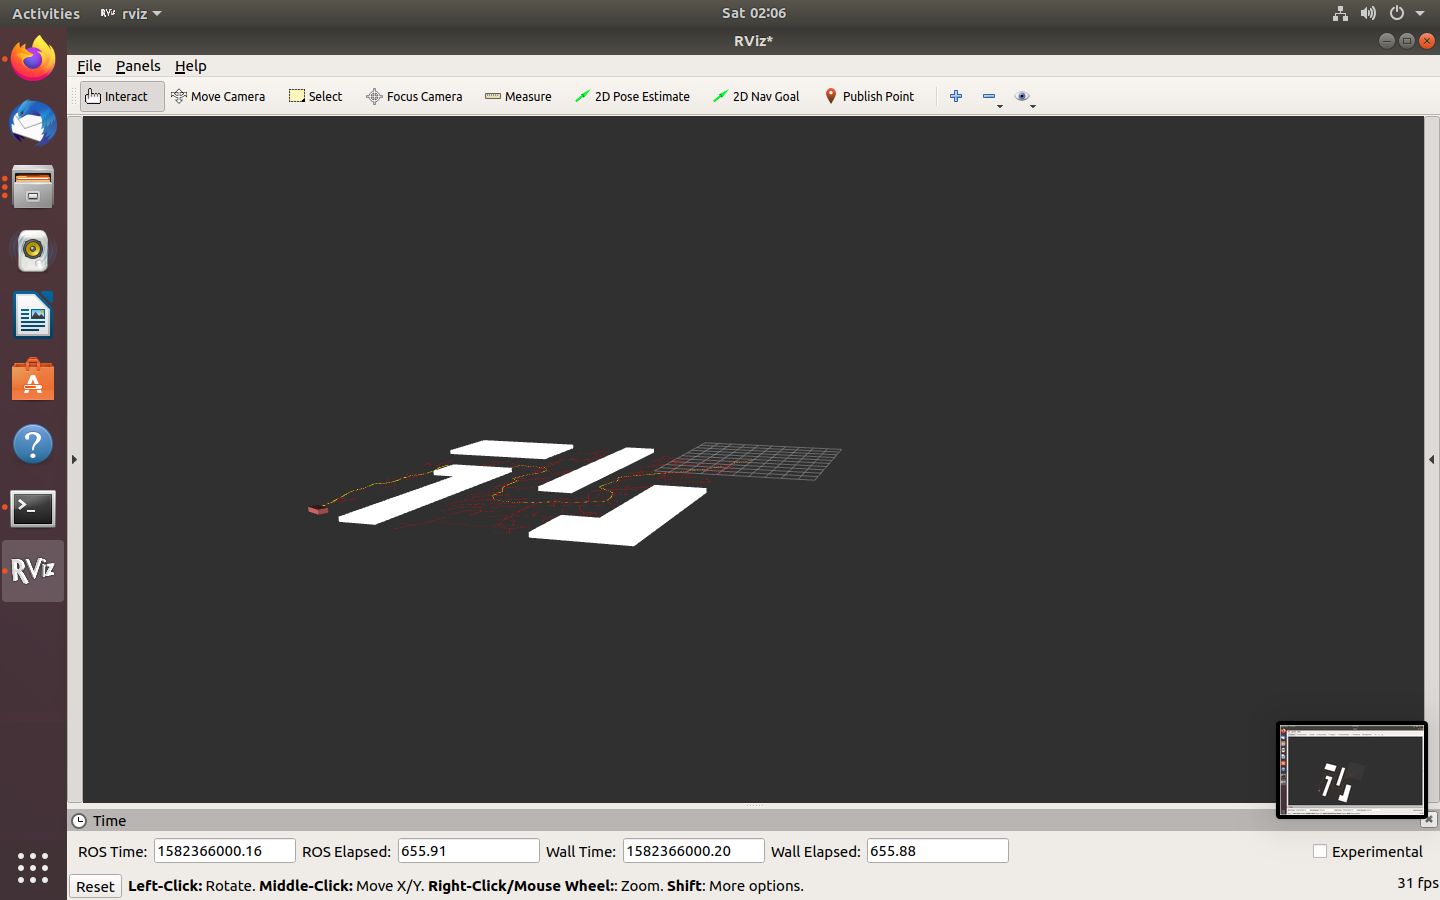 Activities RViz rviz Sat 02:06
RViz*
File Panels Help
Interact Move Camera Select Focus Camera Measure 2D Pose Estimate 2D Nav Goal Publish Point
RViz
Time
ROS Time: 1582366000.16 ROS Elapsed: 655.91 Wall Time: 1582366000.20 Wall Elapsed: 655.88 Experimental
Reset Left-Click: Rotate. Middle-Click: Move X/Y. Right-Click/Mouse Wheel:: Zoom. Shift: More options. 31 fps